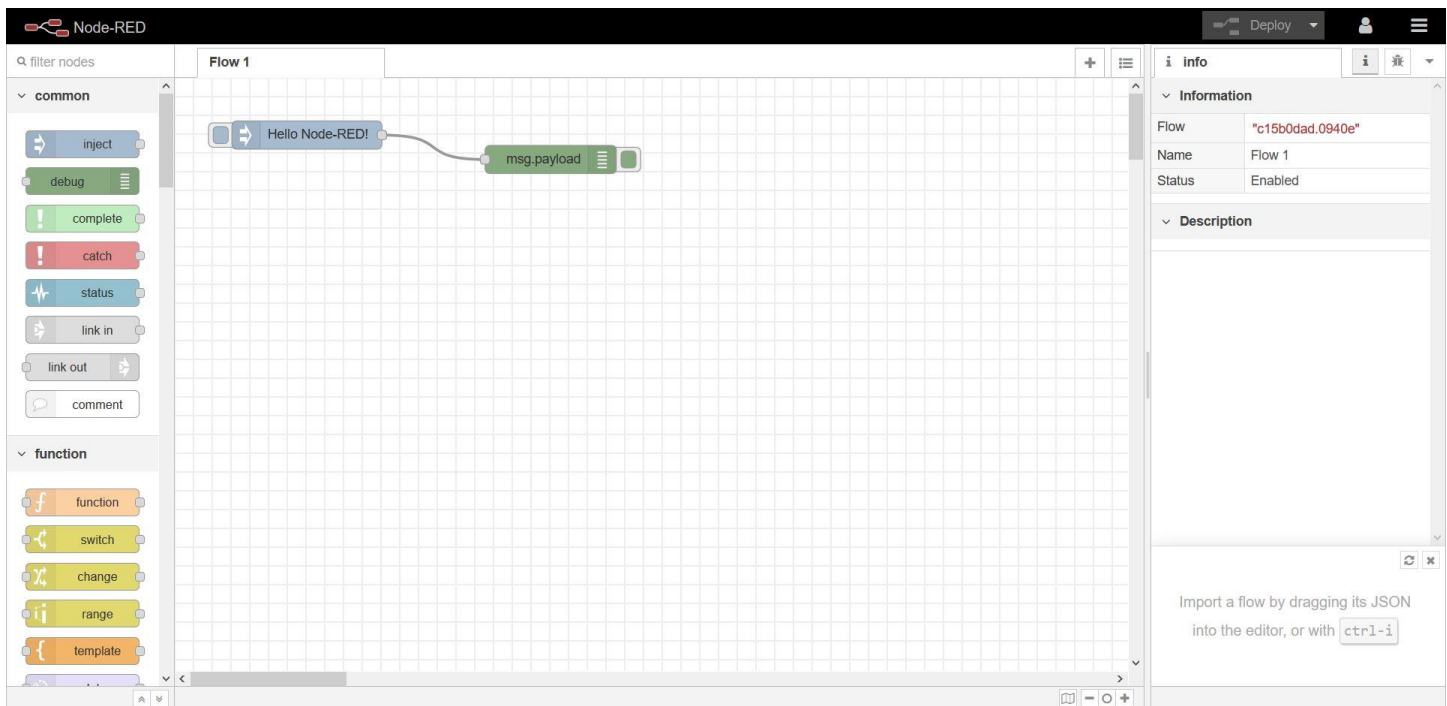 Node-RED
Deploy
filter nodes
Flow 1
i info
common
inject
debug
complete
catch
status
link in
link out
comment
function
function
switch
change
range
template
Hello Node-RED!
msg.payload
Information
Flow "c15b0dad.0940e"
Name Flow 1
Status Enabled
Description
Import a flow by dragging its JSON
into the editor, or with ctrl-i